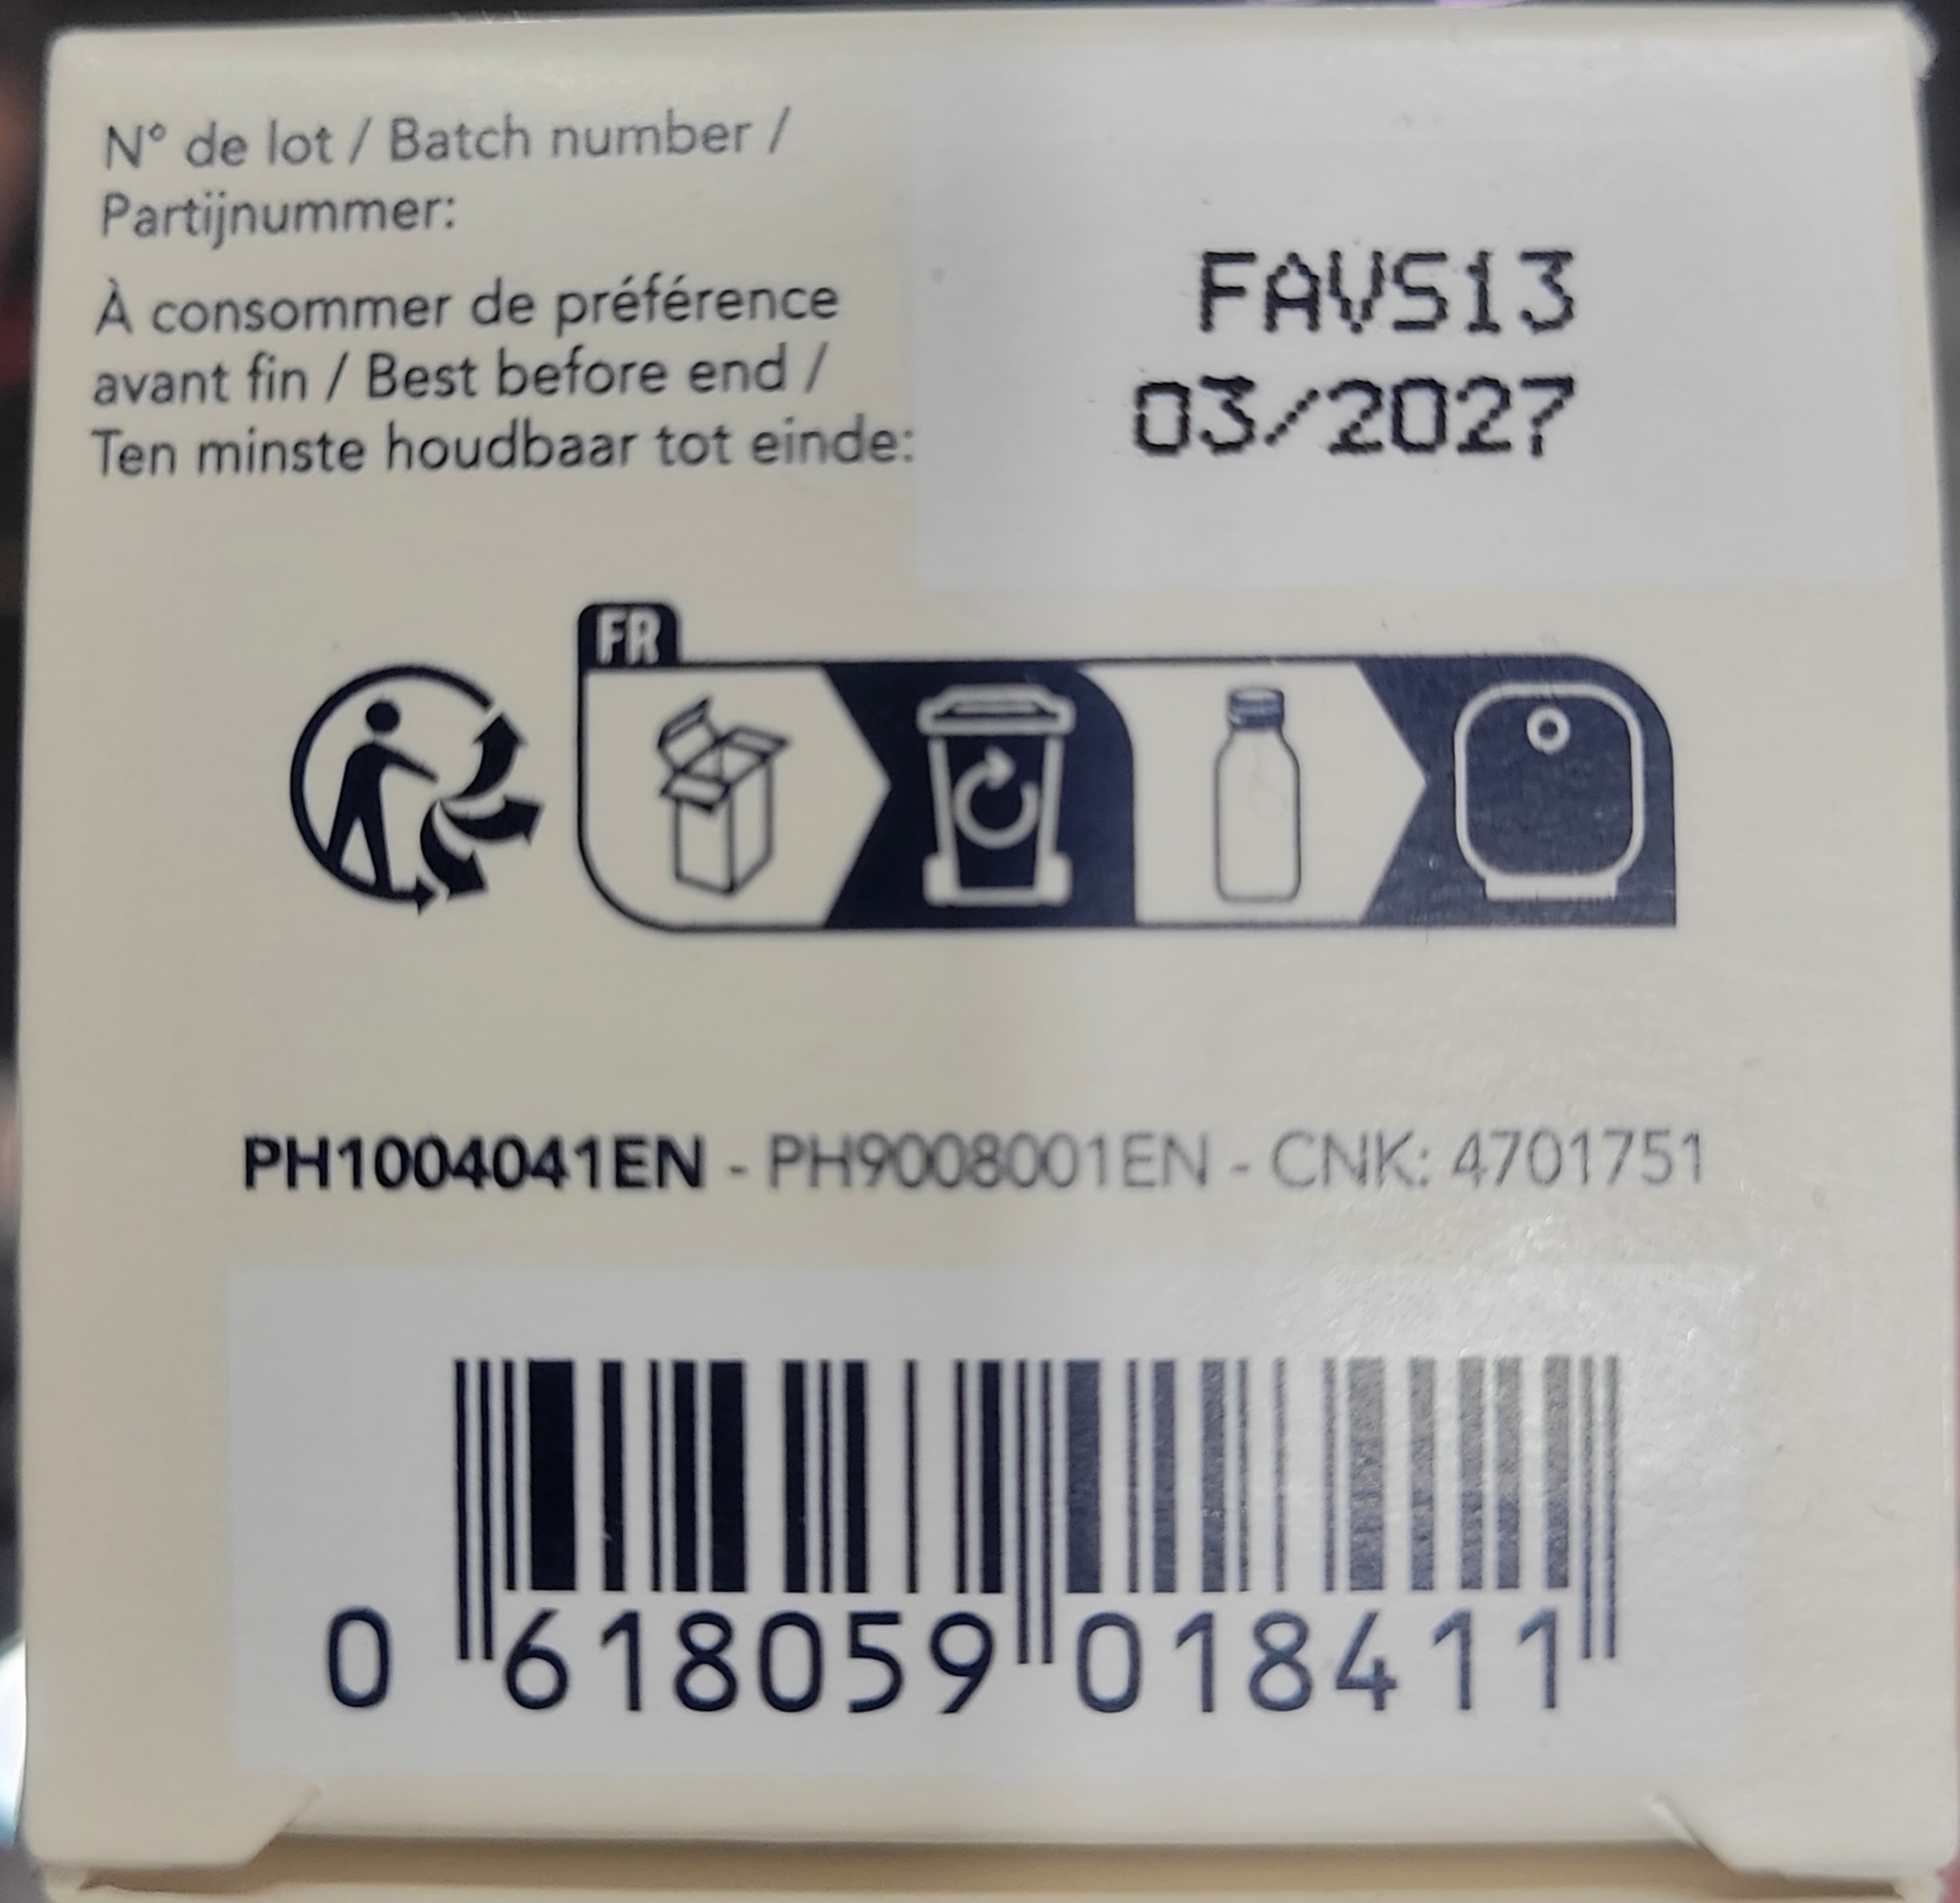 N° de lot / Batch number /
Partijnummer:
À consommer de préférence
avant fin / Best before end /
Ten minste houdbaar tot einde:
FAVS13
03/2027
FR
PH1004041EN - PH9008001EN - CNK: 4701751
0 618059 018411